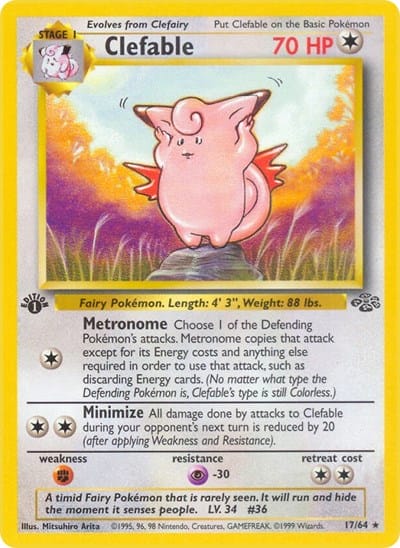 Evolves from Clefairy Put Clefable on the Basic Pokémon
STAGE 1
Clefable 70 HP
Fairy Pokémon. Length: 4' 3", Weight: 88 lbs.
EDITION
1
Metronome Choose 1 of the Defending
Pokémon's attacks. Metronome copies that attack
except for its Energy costs and anything else
required in order to use that attack, such as
discarding Energy cards. (No matter what type the
Defending Pokémon is, Clefable's type is still Colorless.)
Minimize All damage done by attacks to Clefable
during your opponent's next turn is reduced by 20
(after applying Weakness and Resistance).
weakness resistance retreat cost
-30
A timid Fairy Pokémon that is rarely seen. It will run and hide
the moment it senses people. LV. 34 #36
Illus. Mitsuhiro Arita ©1995, 96, 98 Nintendo, Creatures, GAMEFREAK. ©1999 Wizards. 17/64 ★